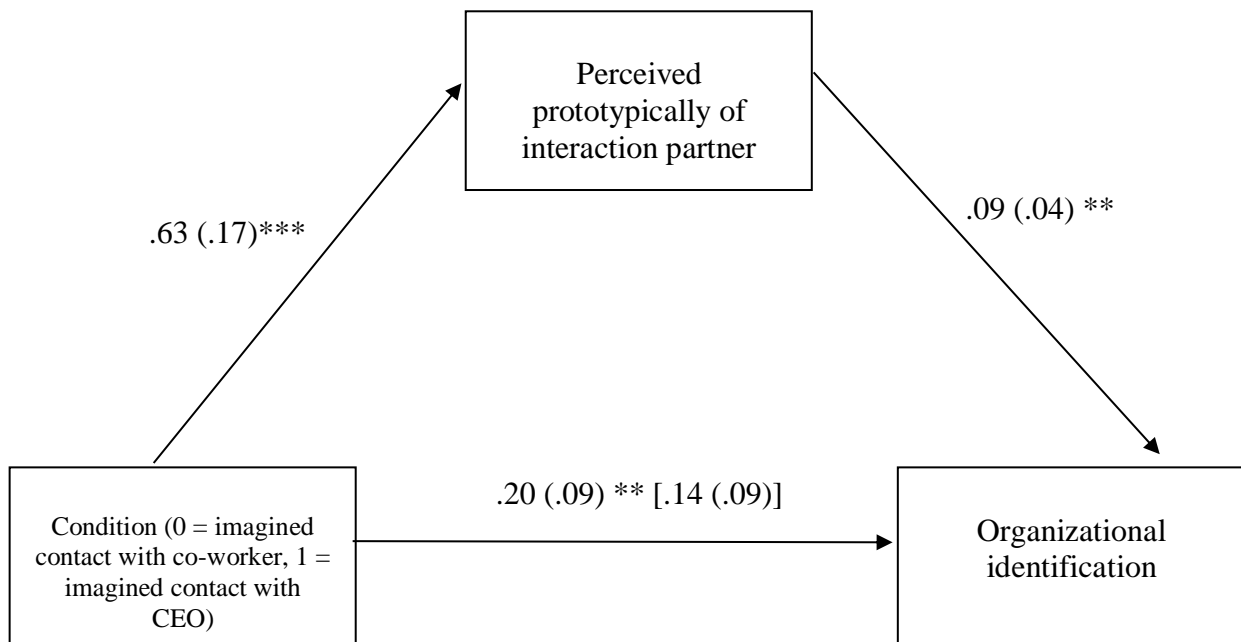 Perceived
prototypically of
interaction partner
.63 (.17)***
.09 (.04) **
.20 (.09) ** [.14 (.09)]
Condition (0 = imagined
contact with co-worker, 1 =
imagined contact with
CEO)
Organizational
identification